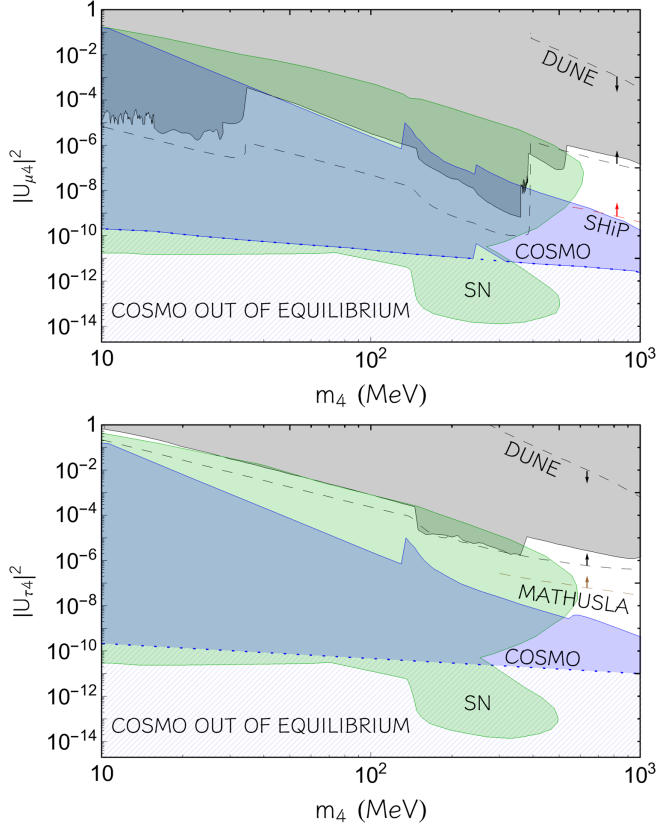 1
10⁻²
10⁻⁴
10⁻⁶
10⁻⁸
10⁻¹⁰
10⁻¹²
10⁻¹⁴
|U_μ4|²
DUNE
SHiP
COSMO
SN
COSMO OUT OF EQUILIBRIUM
10
10²
10³
m₄ (MeV)
1
10⁻²
10⁻⁴
10⁻⁶
10⁻⁸
10⁻¹⁰
10⁻¹²
10⁻¹⁴
|U_τ4|²
DUNE
MATHUSLA
COSMO
SN
COSMO OUT OF EQUILIBRIUM
10
10²
10³
m₄ (MeV)